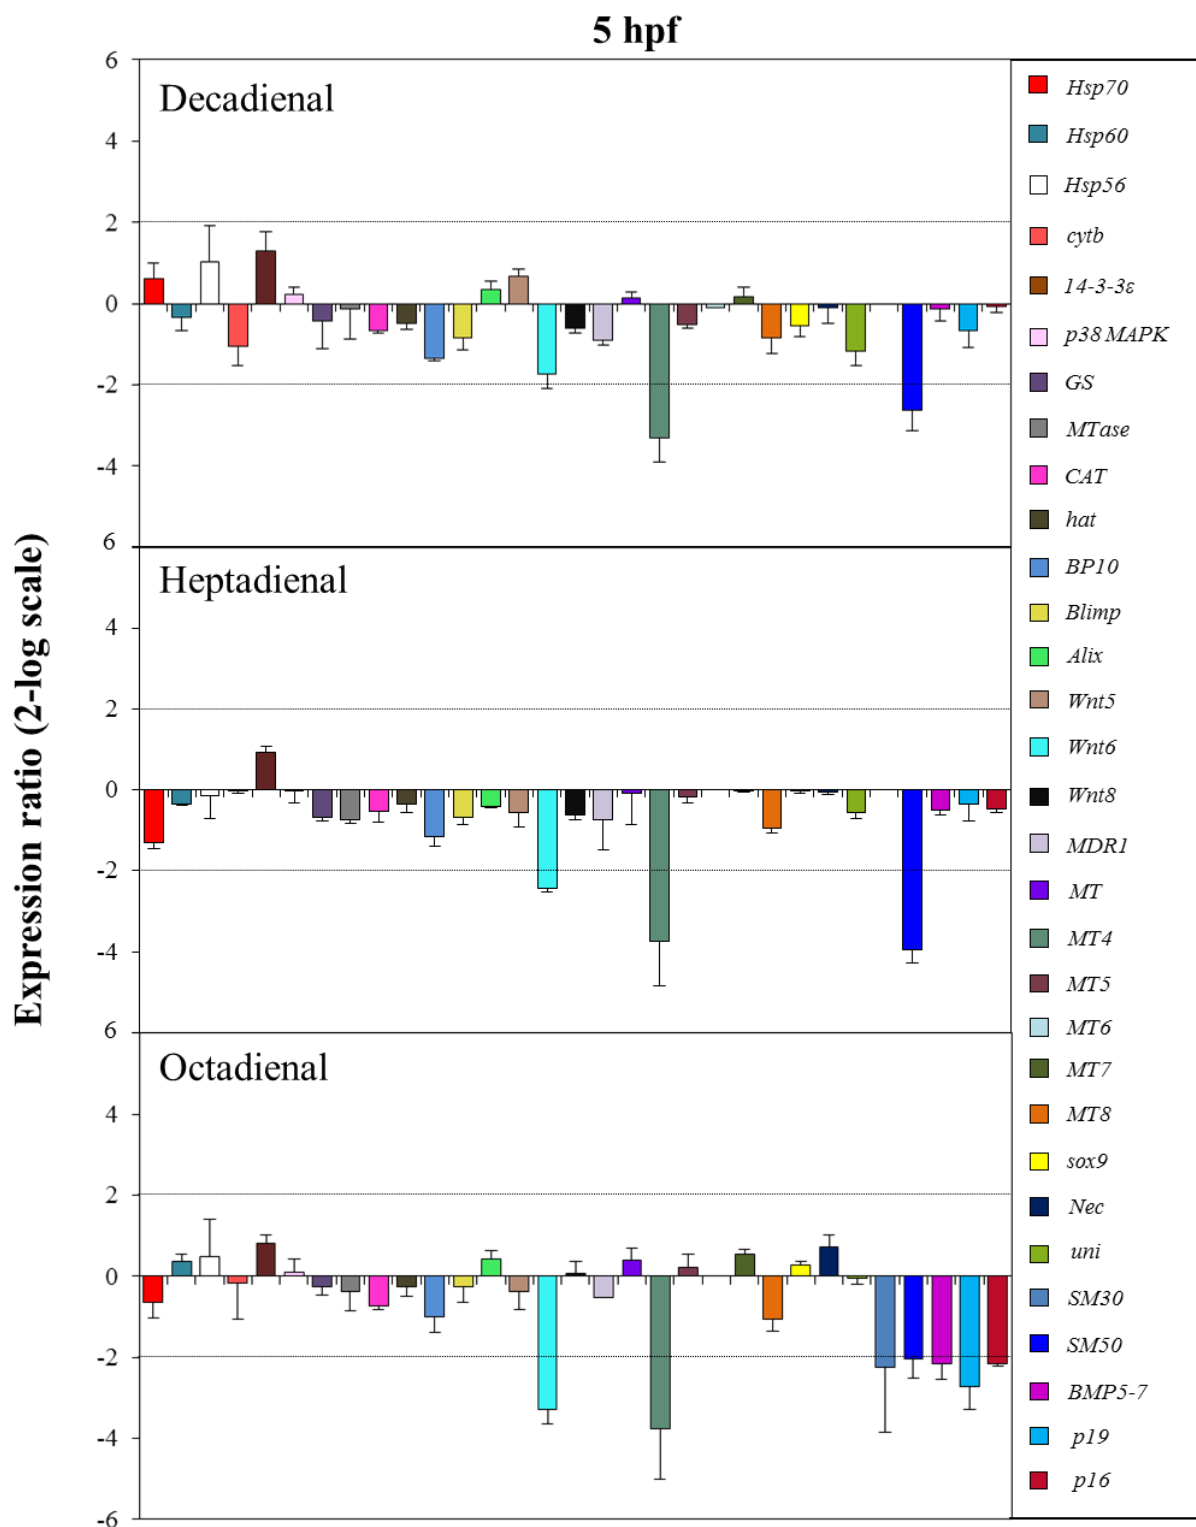 5 hpf
Expression ratio (2-log scale)
6
Decadienal
4
2
0
-2
-4
6
Heptadienal
4
2
0
-2
-4
6
Octadienal
4
2
0
-2
-4
-6
Hsp70
Hsp60
Hsp56
cytb
14-3-3ε
p38 MAPK
GS
MTase
CAT
hat
BP10
Blimp
Alix
Wnt5
Wnt6
Wnt8
MDR1
MT
MT4
MT5
MT6
MT7
MT8
sox9
Nec
uni
SM30
SM50
BMP5-7
p19
p16